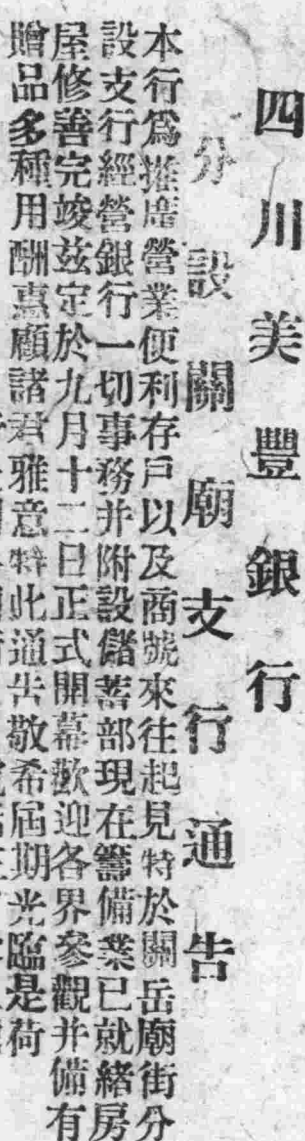 四川美豐銀行
分設關廟支行通告
本行爲推廣營業便利存戶以及商號來往起見特於關岳廟街分
設支行經營銀行一切事務并附設儲蓄部現在籌備業已就緒房
屋修善完竣茲定於九月十二日正式開幕歡迎各界參觀并備有
贈品多種用酬惠顧諸君雅意特此通告敬希屆期光臨是荷